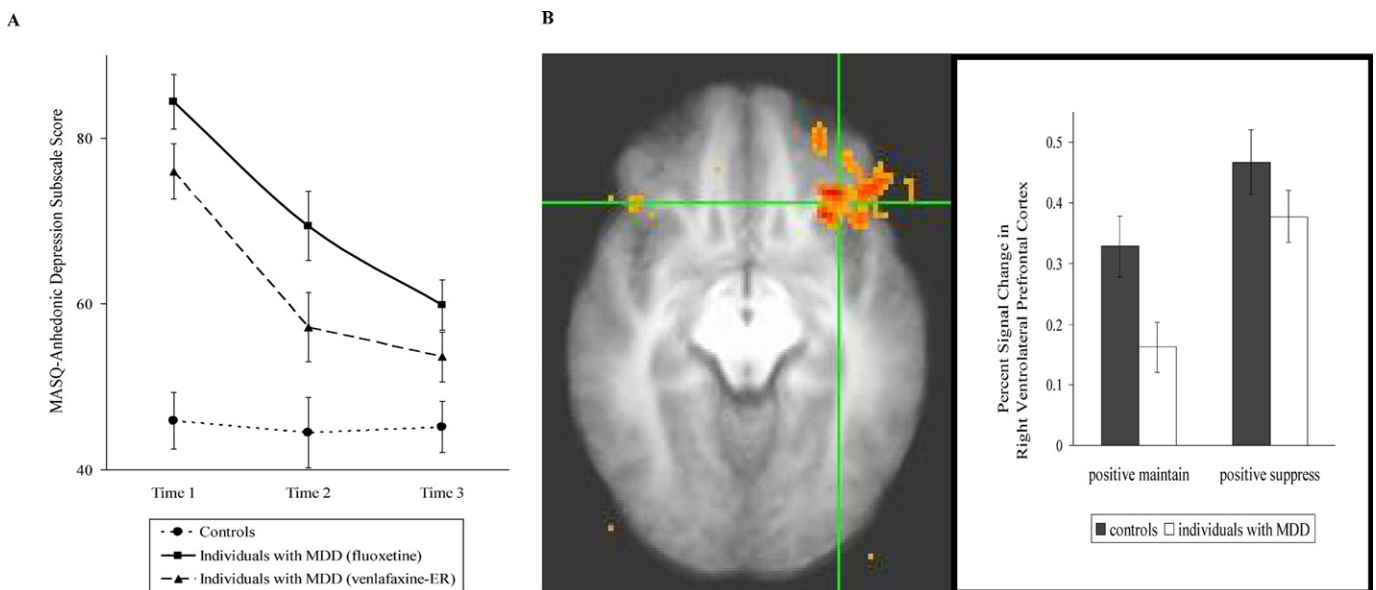 A
MASQ-Anhedonic Depression Subscale Score
80
60
40
Time 1 Time 2 Time 3
Controls
Individuals with MDD (fluoxetine)
Individuals with MDD (venlafaxine-ER)
B
Percent Signal Change in
Right Ventrolateral Prefrontal Cortex
0.5
0.4
0.3
0.2
0.1
0
positive maintain positive suppress
controls individuals with MDD